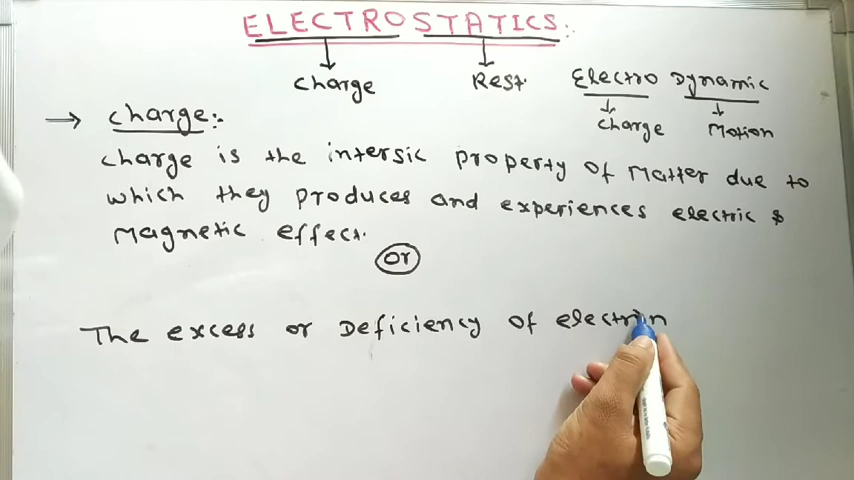 ELECTROSTATICS:
Charge Rest.
Electro Dynamic
Charge Motion
→ Charge:
Charge is the intersic property of Matter due to
which they produces and experiences electric &
Magnetic effect.
Or
The excess or Deficiency of electrin